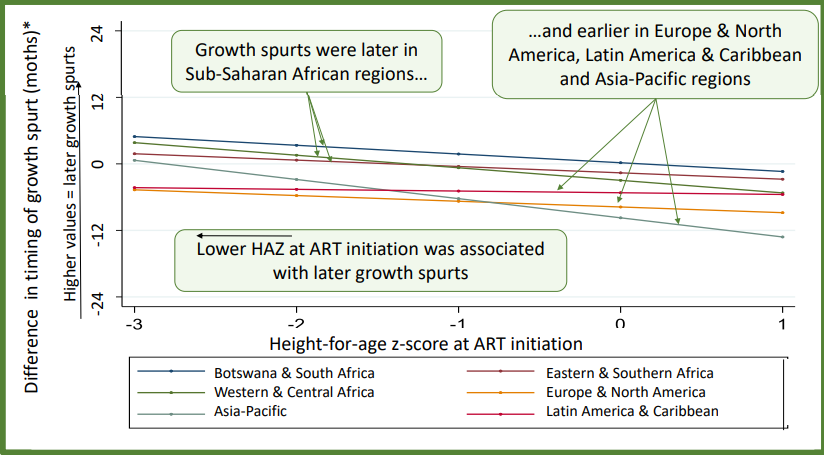 Difference in timing of growth spurt (moths)*
Higher values = later growth spurts
24
12
0
-12
-24
Growth spurts were later in
Sub-Saharan African regions…
…and earlier in Europe & North
America, Latin America & Caribbean
and Asia-Pacific regions
Lower HAZ at ART initiation was associated
with later growth spurts
-3
-2
-1
0
1
Height-for-age z-score at ART initiation
Botswana & South Africa
Eastern & Southern Africa
Western & Central Africa
Europe & North America
Asia-Pacific
Latin America & Caribbean